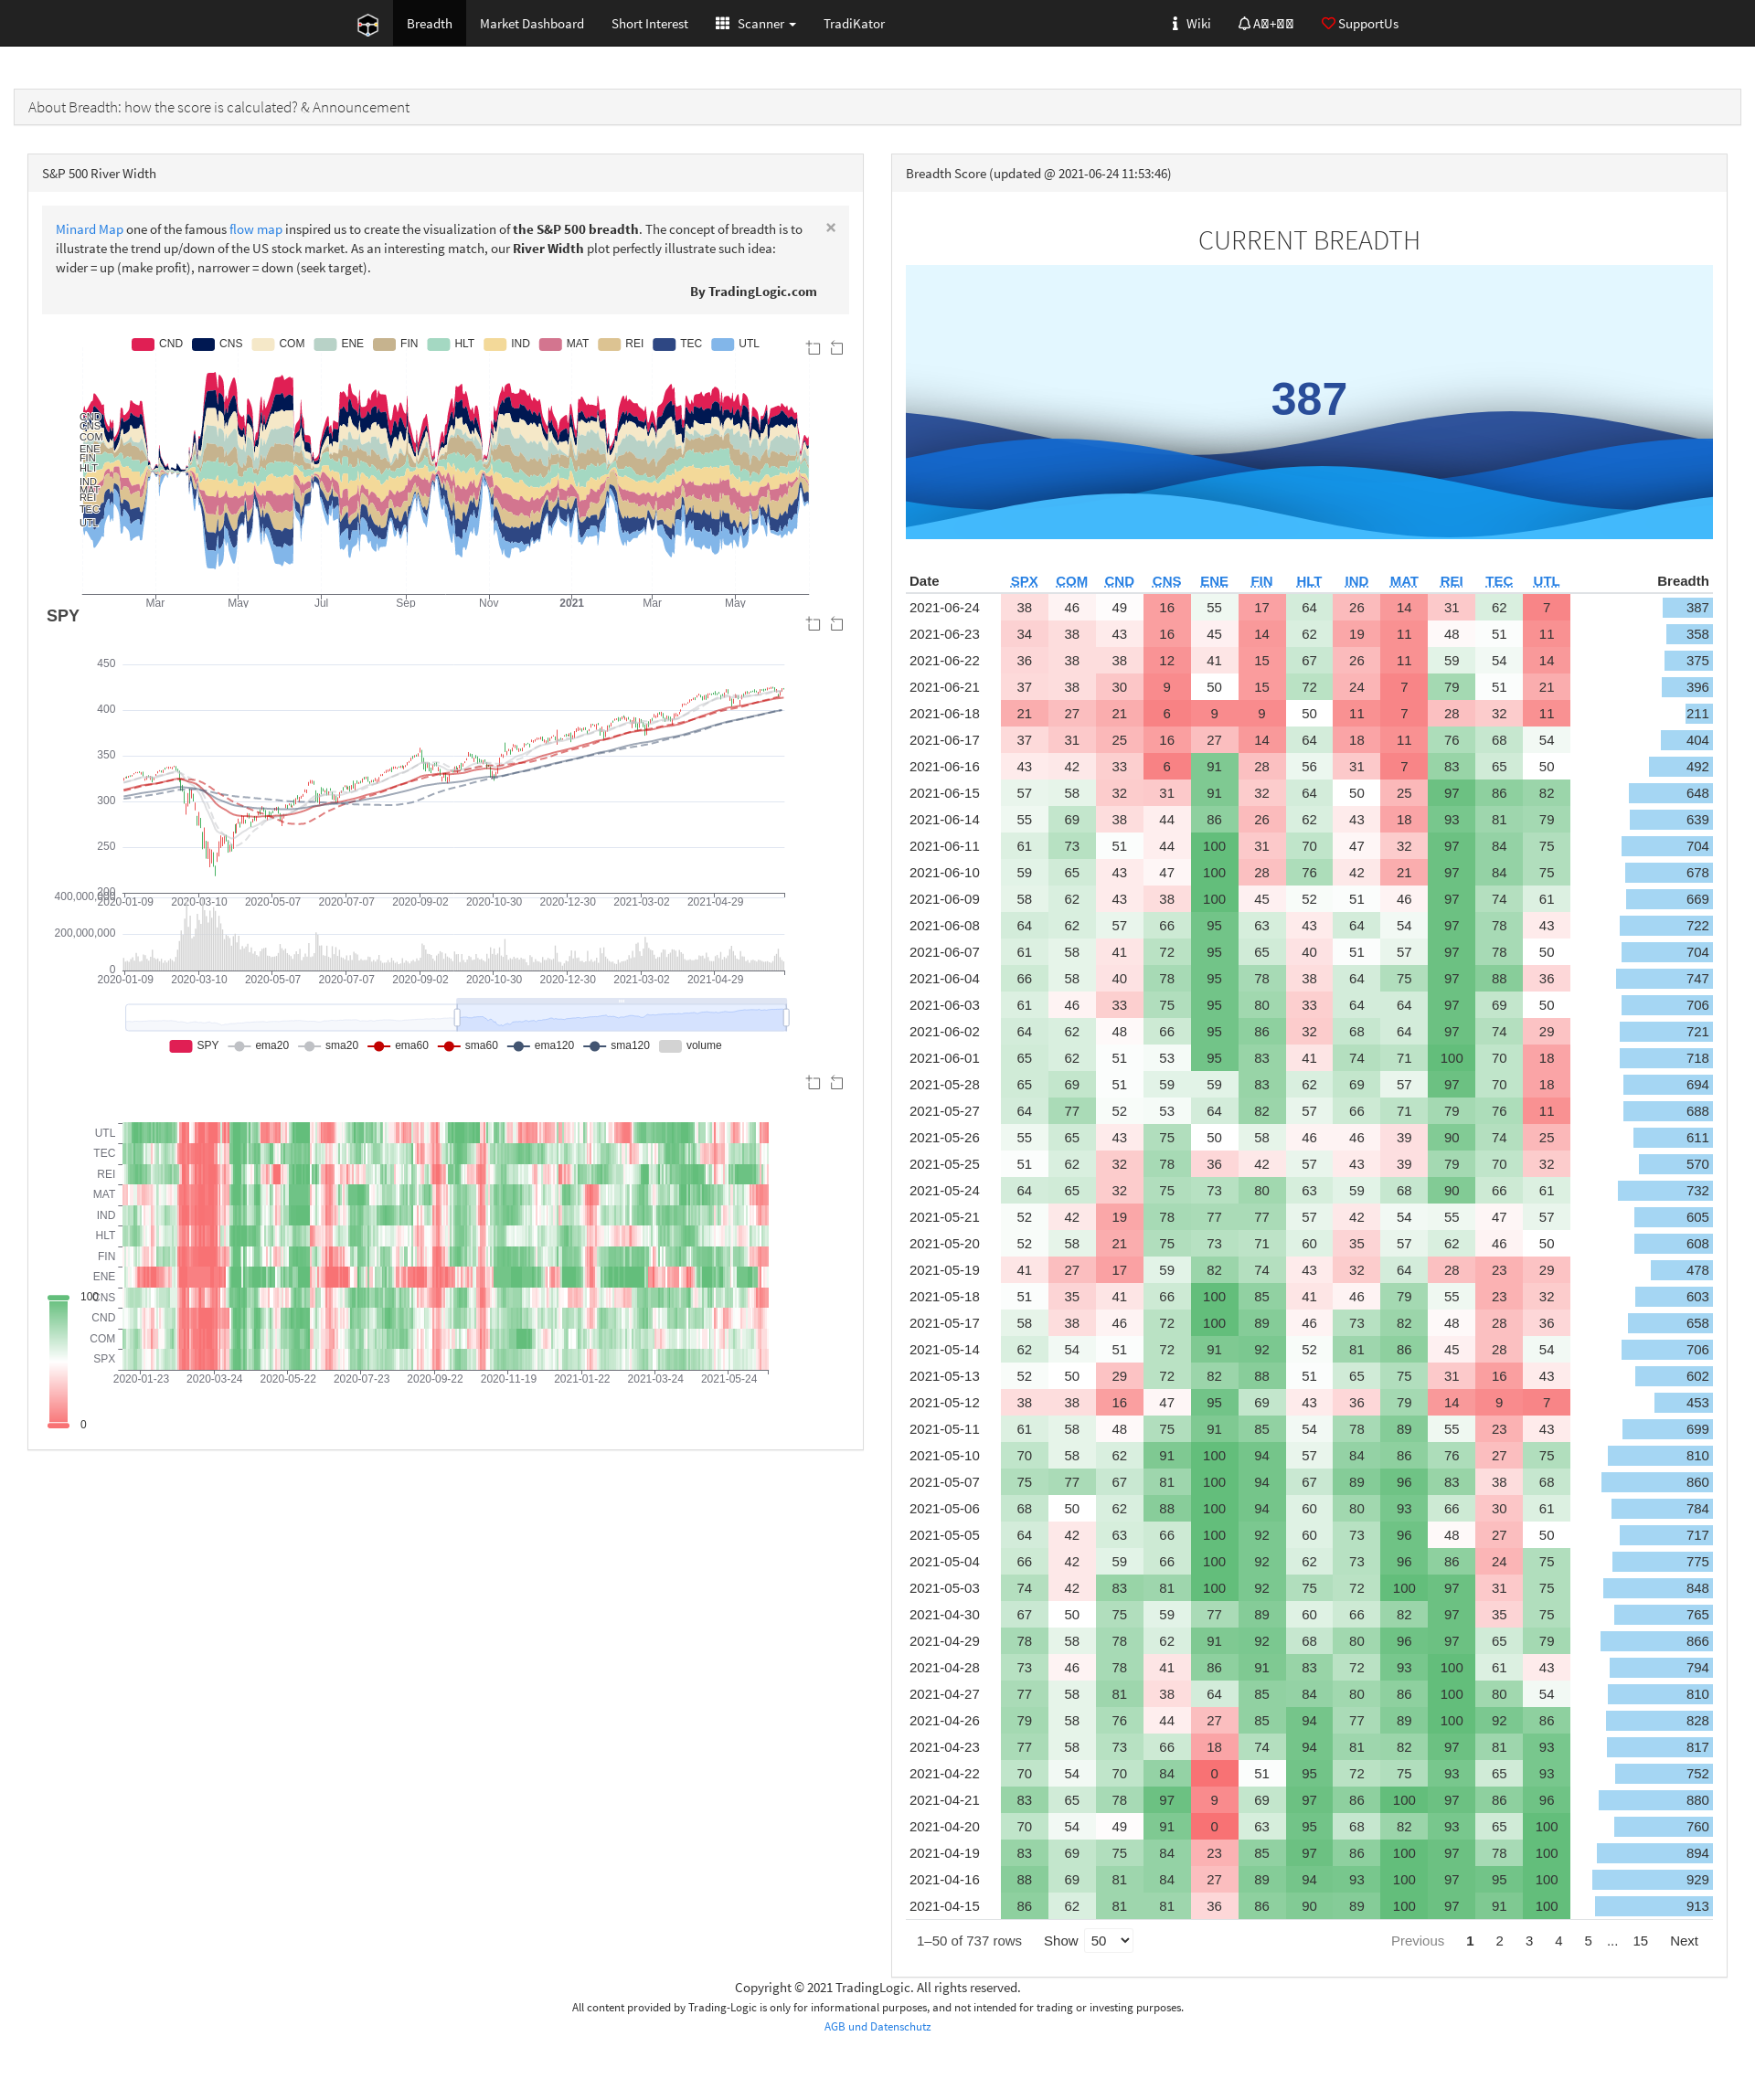 Breadth Market Dashboard Short Interest Scanner TradiKator Wiki SupportUs
About Breadth: how the score is calculated? & Announcement
S&P 500 River Width
Minard Map one of the famous flow map inspired us to create the visualization of the S&P 500 breadth. The concept of breadth is to
illustrate the trend up/down of the US stock market. As an interesting match, our River Width plot perfectly illustrate such idea:
wider = up (make profit), narrower = down (seek target).
×
By TradingLogic.com
CND CNS COM ENE FIN HLT IND MAT REI TEC UTL
CND
CNS
COM
ENE
FIN
HLT
IND
MAT
REI
TEC
UTL
Mar May Jul Sep Nov 2021 Mar May
SPY
450
400
350
300
250
200
2020-01-09 2020-03-10 2020-05-07 2020-07-07 2020-09-02 2020-10-30 2020-12-30 2021-03-02 2021-04-29
400,000,000
200,000,000
0
2020-01-09 2020-03-10 2020-05-07 2020-07-07 2020-09-02 2020-10-30 2020-12-30 2021-03-02 2021-04-29
SPY ema20 sma20 ema60 sma60 ema120 sma120 volume
UTL
TEC
REI
MAT
IND
HLT
FIN
ENE
CNS
CND
COM
SPX
2020-01-23 2020-03-24 2020-05-22 2020-07-23 2020-09-22 2020-11-19 2021-01-22 2021-03-24 2021-05-24
100
0
Breadth Score (updated @ 2021-06-24 11:53:46)
CURRENT BREADTH
387
Date SPX COM CND CNS ENE FIN HLT IND MAT REI TEC UTL Breadth
2021-06-24 38 46 49 16 55 17 64 26 14 31 62 7 387
2021-06-23 34 38 43 16 45 14 62 19 11 48 51 11 358
2021-06-22 36 38 38 12 41 15 67 26 11 59 54 14 375
2021-06-21 37 38 30 9 50 15 72 24 7 79 51 21 396
2021-06-18 21 27 21 6 9 9 50 11 7 28 32 11 211
2021-06-17 37 31 25 16 27 14 64 18 11 76 68 54 404
2021-06-16 43 42 33 6 91 28 56 31 7 83 65 50 492
2021-06-15 57 58 32 31 91 32 64 50 25 97 86 82 648
2021-06-14 55 69 38 44 86 26 62 43 18 93 81 79 639
2021-06-11 61 73 51 44 100 31 70 47 32 97 84 75 704
2021-06-10 59 65 43 47 100 28 76 42 21 97 84 75 678
2021-06-09 58 62 43 38 100 45 52 51 46 97 74 61 669
2021-06-08 64 62 57 66 95 63 43 64 54 97 78 43 722
2021-06-07 61 58 41 72 95 65 40 51 57 97 78 50 704
2021-06-04 66 58 40 78 95 78 38 64 75 97 88 36 747
2021-06-03 61 46 33 75 95 80 33 64 64 97 69 50 706
2021-06-02 64 62 48 66 95 86 32 68 64 97 74 29 721
2021-06-01 65 62 51 53 95 83 41 74 71 100 70 18 718
2021-05-28 65 69 51 59 59 83 62 69 57 97 70 18 694
2021-05-27 64 77 52 53 64 82 57 66 71 79 76 11 688
2021-05-26 55 65 43 75 50 58 46 46 39 90 74 25 611
2021-05-25 51 62 32 78 36 42 57 43 39 79 70 32 570
2021-05-24 64 65 32 75 73 80 63 59 68 90 66 61 732
2021-05-21 52 42 19 78 77 77 57 42 54 55 47 57 605
2021-05-20 52 58 21 75 73 71 60 35 57 62 46 50 608
2021-05-19 41 27 17 59 82 74 43 32 64 28 23 29 478
2021-05-18 51 35 41 66 100 85 41 46 79 55 23 32 603
2021-05-17 58 38 46 72 100 89 46 73 82 48 28 36 658
2021-05-14 62 54 51 72 91 92 52 81 86 45 28 54 706
2021-05-13 52 50 29 72 82 88 51 65 75 31 16 43 602
2021-05-12 38 38 16 47 95 69 43 36 79 14 9 7 453
2021-05-11 61 58 48 75 91 85 54 78 89 55 23 43 699
2021-05-10 70 58 62 91 100 94 57 84 86 76 27 75 810
2021-05-07 75 77 67 81 100 94 67 89 96 83 38 68 860
2021-05-06 68 50 62 88 100 94 60 80 93 66 30 61 784
2021-05-05 64 42 63 66 100 92 60 73 96 48 27 50 717
2021-05-04 66 42 59 66 100 92 62 73 96 86 24 75 775
2021-05-03 74 42 83 81 100 92 75 72 100 97 31 75 848
2021-04-30 67 50 75 59 77 89 60 66 82 97 35 75 765
2021-04-29 78 58 78 62 91 92 68 80 96 97 65 79 866
2021-04-28 73 46 78 41 86 91 83 72 93 100 61 43 794
2021-04-27 77 58 81 38 64 85 84 80 86 100 80 54 810
2021-04-26 79 58 76 44 27 85 94 77 89 100 92 86 828
2021-04-23 77 58 73 66 18 74 94 81 82 97 81 93 817
2021-04-22 70 54 70 84 0 51 95 72 75 93 65 93 752
2021-04-21 83 65 78 97 9 69 97 86 100 97 86 96 880
2021-04-20 70 54 49 91 0 63 95 68 82 93 65 100 760
2021-04-19 83 69 75 84 23 85 97 86 100 97 78 100 894
2021-04-16 88 69 81 84 27 89 94 93 100 97 95 100 929
2021-04-15 86 62 81 81 36 86 90 89 100 97 91 100 913
1–50 of 737 rows Show 50 Previous 1 2 3 4 5 ... 15 Next
Copyright © 2021 TradingLogic. All rights reserved.
All content provided by Trading-Logic is only for informational purposes, and not intended for trading or investing purposes.
AGB und Datenschutz